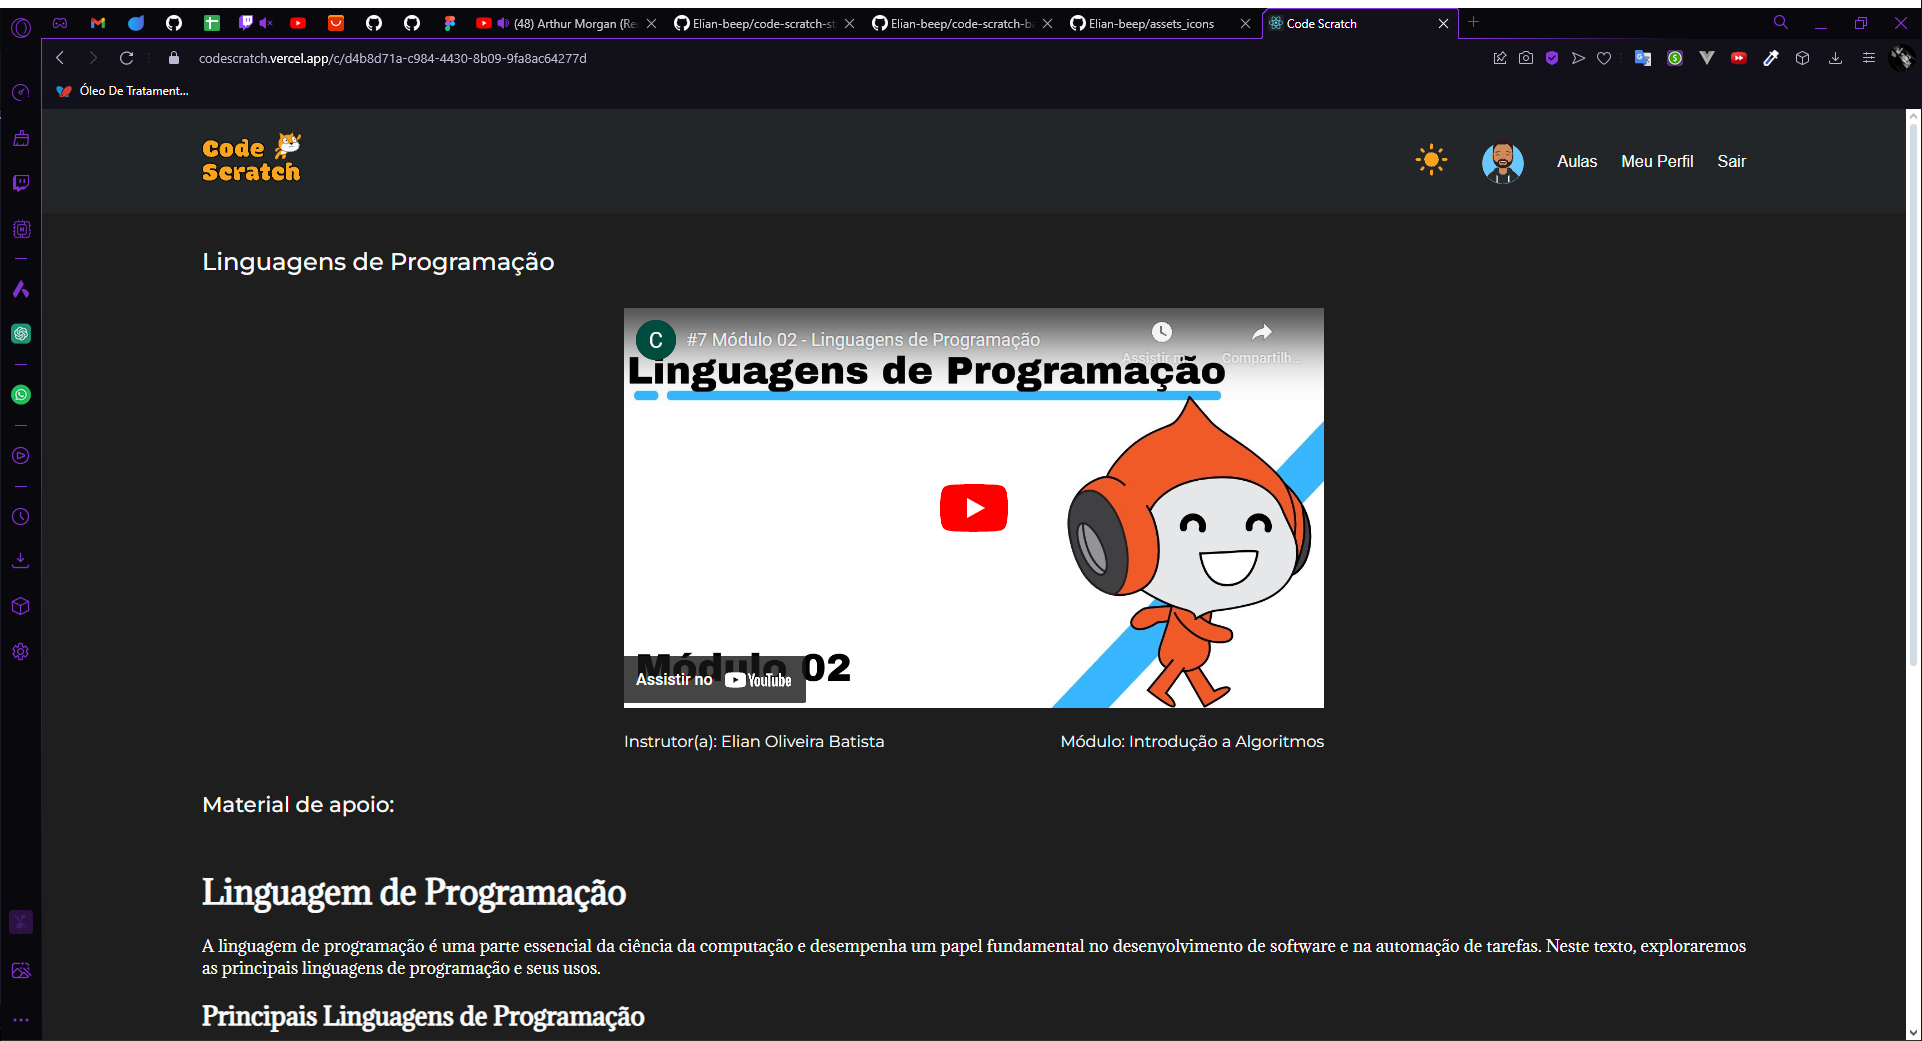 (48) Arthur Morgan (Re
Elian-beep/code-scratch-st
Elian-beep/code-scratch-ba
Elian-beep/assets_icons
Code Scratch
codescratch.vercel.app/c/d4b8d71a-c984-4430-8b09-9fa8ac64277d
Óleo De Tratament...
Code
Scratch
Aulas
Meu Perfil
Sair
Linguagens de Programação
C
#7 Módulo 02 - Linguagens de Programação
Assistir m...
Compartilh...
Linguagens de Programação
Módulo 02
Assistir no YouTube
Instrutor(a): Elian Oliveira Batista
Módulo: Introdução a Algoritmos
Material de apoio:
Linguagem de Programação
A linguagem de programação é uma parte essencial da ciência da computação e desempenha um papel fundamental no desenvolvimento de software e na automação de tarefas. Neste texto, exploraremos
as principais linguagens de programação e seus usos.
Principais Linguagens de Programação